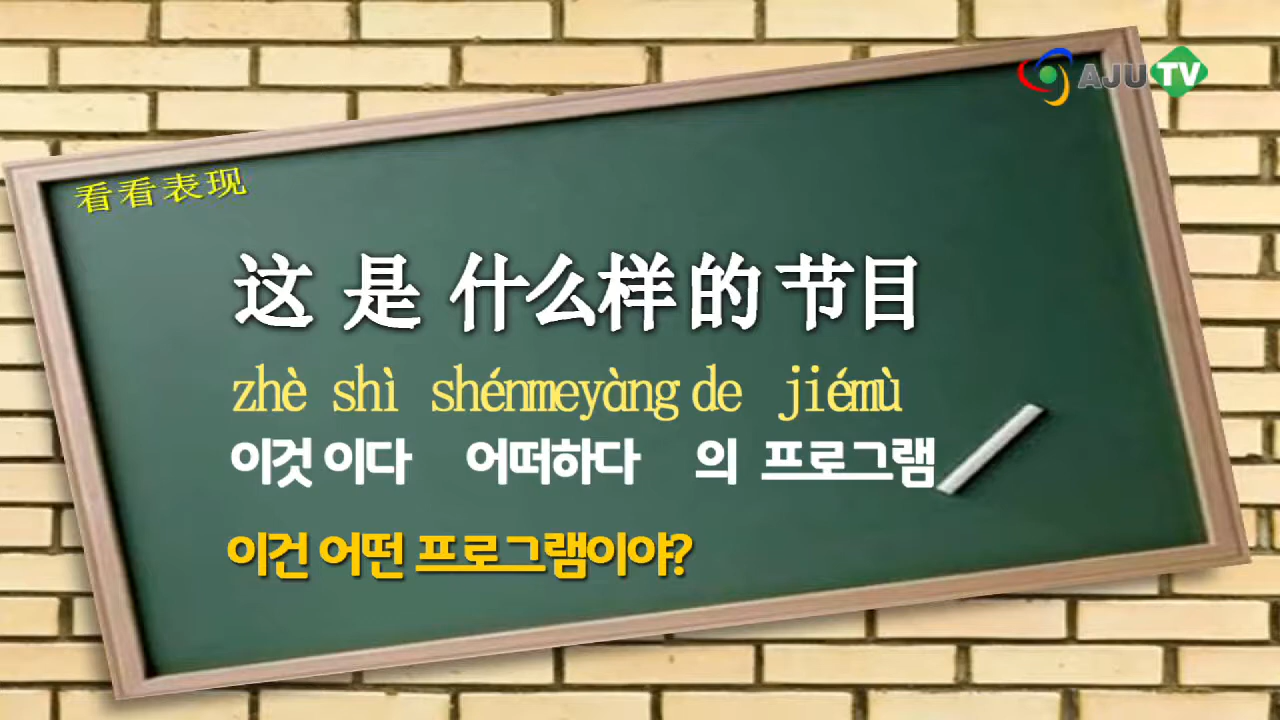 AJU TV
看看表现
这 是 什么样 的 节目
zhè shì shénmeyàng de jiémù
이것 이다 어떠하다 의 프로그램
이건 어떤 프로그램이야?